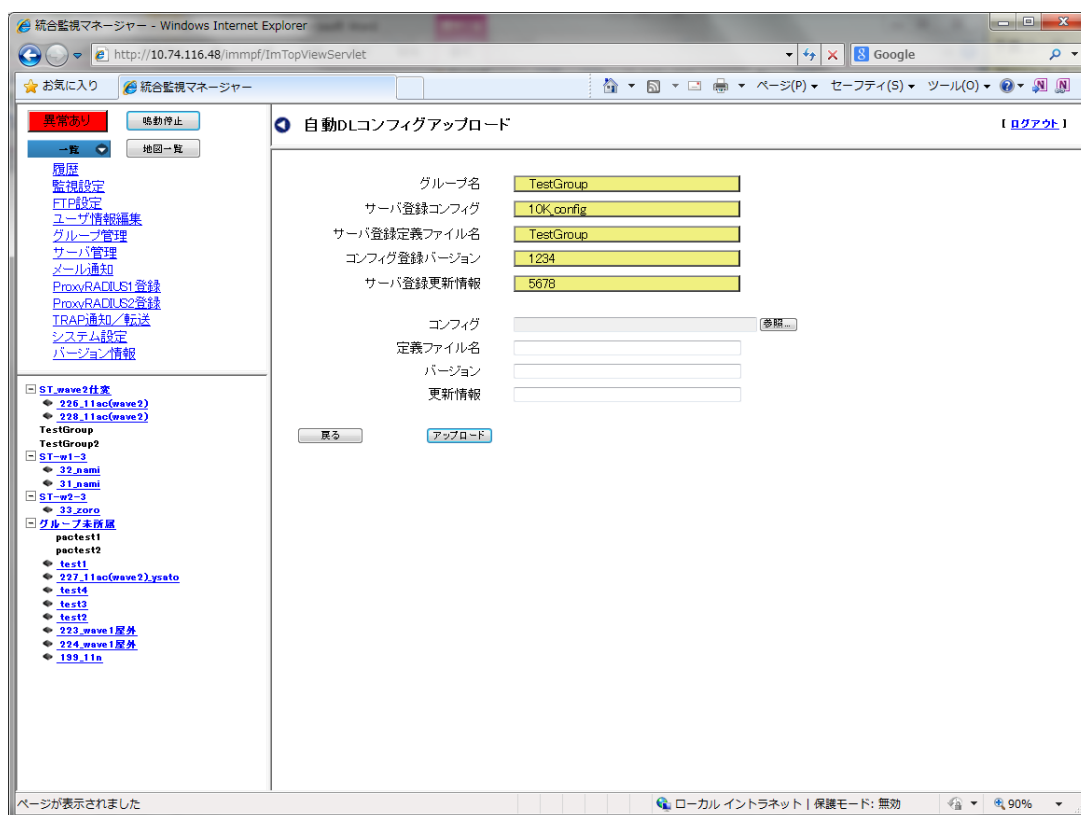 統合監視マネージャー - Windows Internet Explorer
http://10.74.116.48/immpf/ImTopViewServlet
Google
お気に入り
統合監視マネージャー
ページ(P)
セーフティ(S)
ツール(O)
異常あり
鳴動停止
一覧
地図一覧
履歴
監視設定
FTP設定
ユーザ情報編集
グループ管理
サーバ管理
メール通知
ProxyRADIUS1登録
ProxyRADIUS2登録
TRAP通知／転送
システム設定
バージョン情報
ST_wave2仕変
226_11ac(wave2)
228_11ac(wave2)
TestGroup
TestGroup2
ST-w1-3
32_nami
31_nami
ST-w2-3
33_zoro
グループ未所属
pactest1
pactest2
test1
227_11ac(wave2)_ysato
test4
test3
test2
223_wave1屋外
224_wave1屋外
199_11n
自動DLコンフィグアップロード
[ ログアウト ]
グループ名 TestGroup
サーバ登録コンフィグ 10K_config
サーバ登録定義ファイル名 TestGroup
コンフィグ登録バージョン 1234
サーバ登録更新情報 5678
コンフィグ 参照...
定義ファイル名
バージョン
更新情報
戻る アップロード
ページが表示されました
ローカル イントラネット | 保護モード: 無効
90%